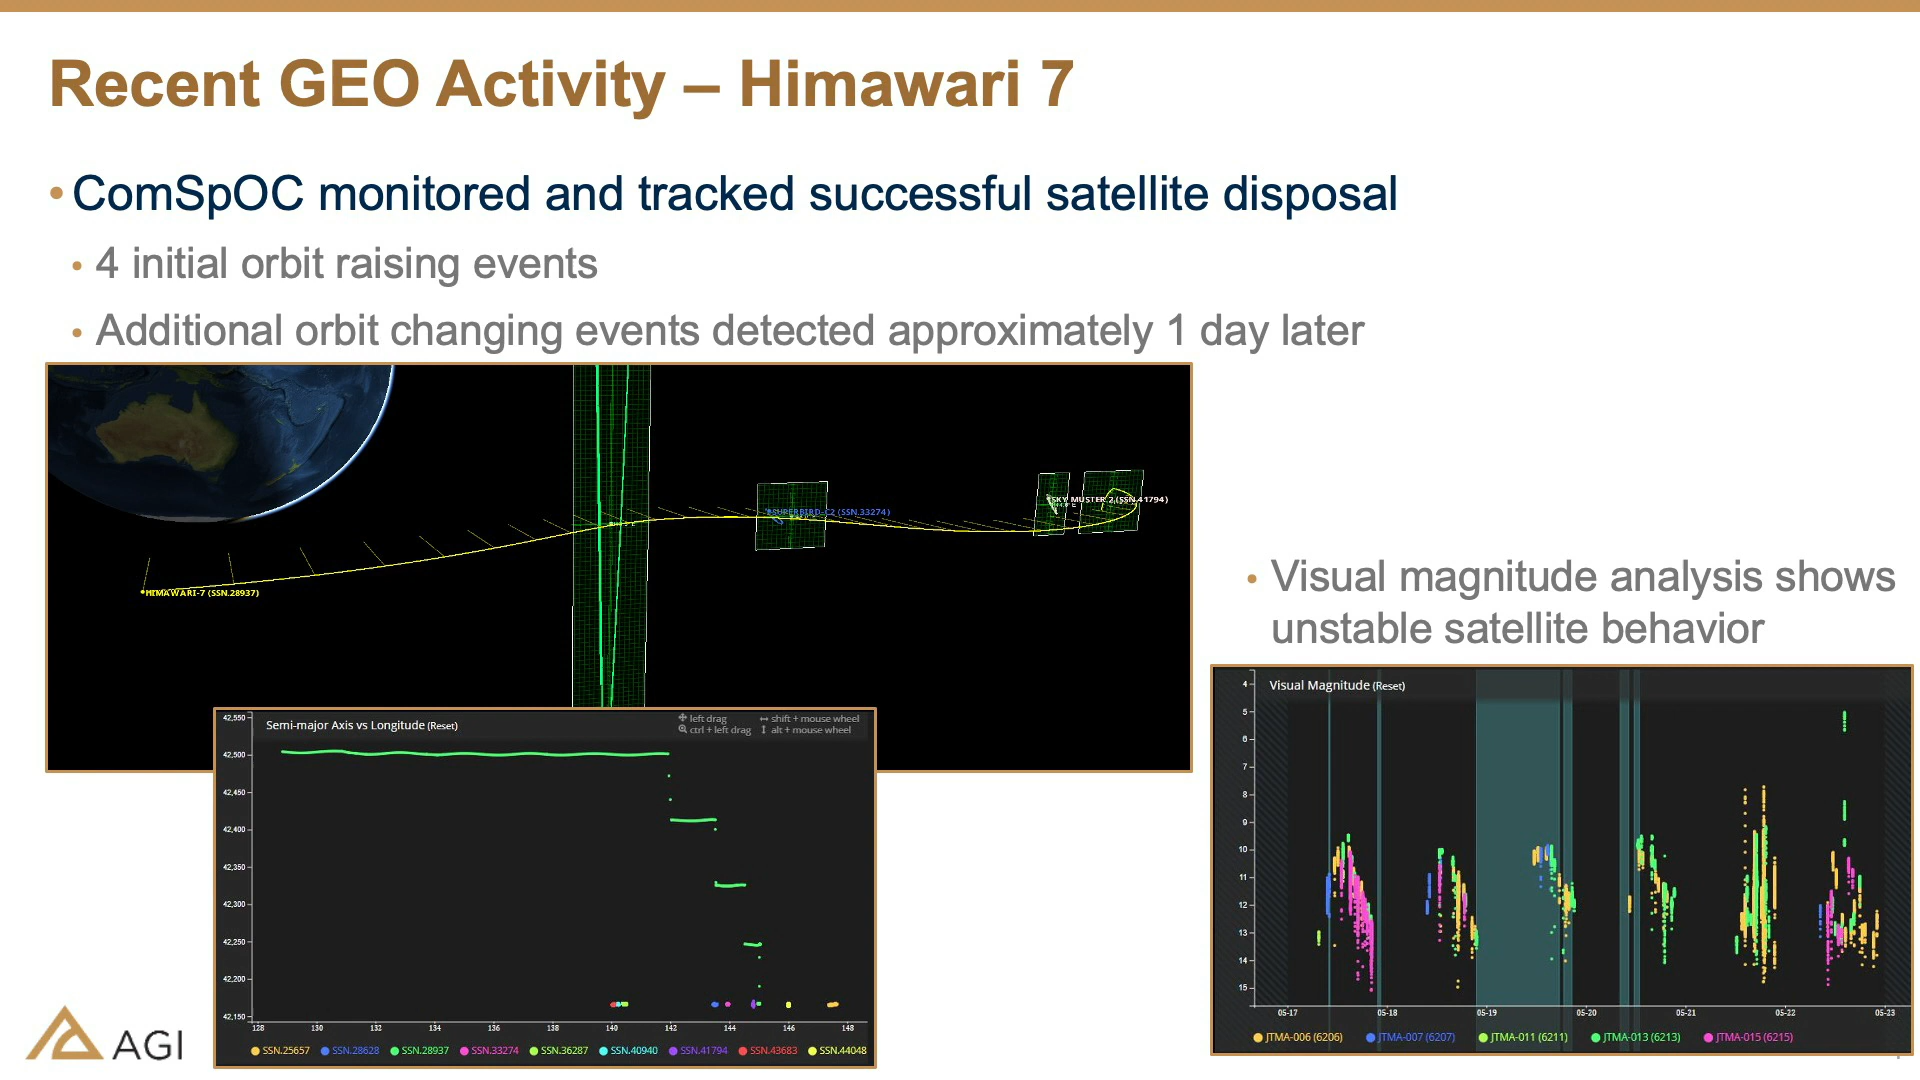 Recent GEO Activity – Himawari 7
• ComSpOC monitored and tracked successful satellite disposal
• 4 initial orbit raising events
• Additional orbit changing events detected approximately 1 day later
SUPERBIRD-C2 (SSN.33274)
SKY MUSTER 2 (SSN.41794)
HIMAWARI-7 (SSN.28937)
• Visual magnitude analysis shows
unstable satellite behavior
Semi-major Axis vs Longitude (Reset)
left drag
shift + mouse wheel
ctrl + left drag
alt + mouse wheel
42,550
42,500
42,450
42,400
42,350
42,300
42,250
42,200
42,150
128 130 132 134 136 138 140 142 144 146 148
SSN.25657 SSN.28628 SSN.28937 SSN.33274 SSN.36287 SSN.40940 SSN.41794 SSN.43683 SSN.44048
Visual Magnitude (Reset)
4
5
6
7
8
9
10
11
12
13
14
15
05-17 05-18 05-19 05-20 05-21 05-22 05-23
JTMA-006 (6206) JTMA-007 (6207) JTMA-011 (6211) JTMA-013 (6213) JTMA-015 (6215)
AGI